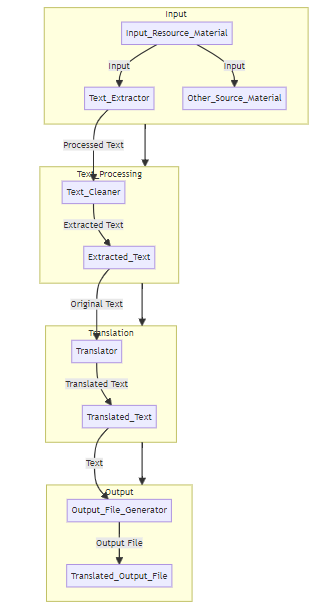 Input
Input_Resource_Material
Input Input
Text_Extractor Other_Source_Material
Processed Text
Text_Processing
Text_Cleaner
Extracted Text
Extracted_Text
Original Text
Translation
Translator
Translated Text
Translated_Text
Text
Output
Output_File_Generator
Output File
Translated_Output_File